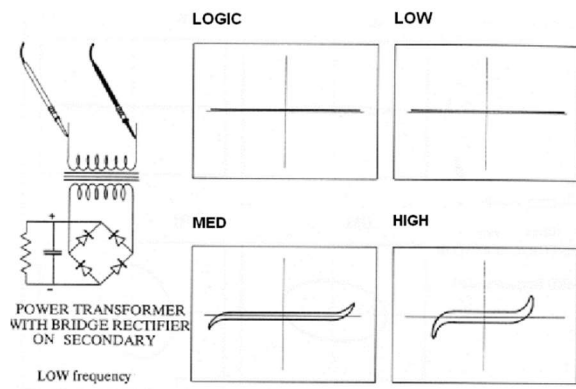 LOGIC
LOW
MED
HIGH
+
-
POWER TRANSFORMER
WITH BRIDGE RECTIFIER
ON SECONDARY
LOW frequency